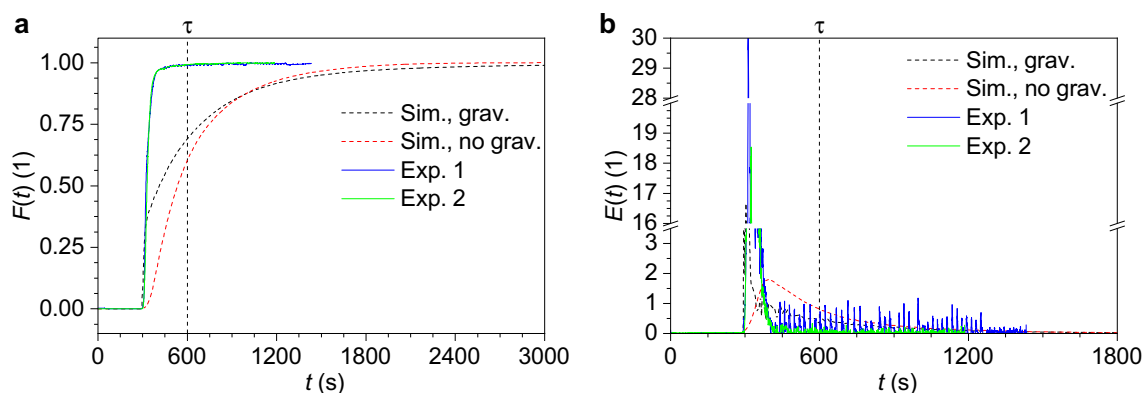 a
τ
1.00
0.75
0.50
0.25
0.00
F(t) (1)
Sim., grav.
Sim., no grav.
Exp. 1
Exp. 2
0 600 1200 1800 2400 3000
t (s)
b
τ
30
29
28
19
18
17
16
3
2
1
0
E(t) (1)
Sim., grav.
Sim., no grav.
Exp. 1
Exp. 2
0 600 1200 1800
t (s)